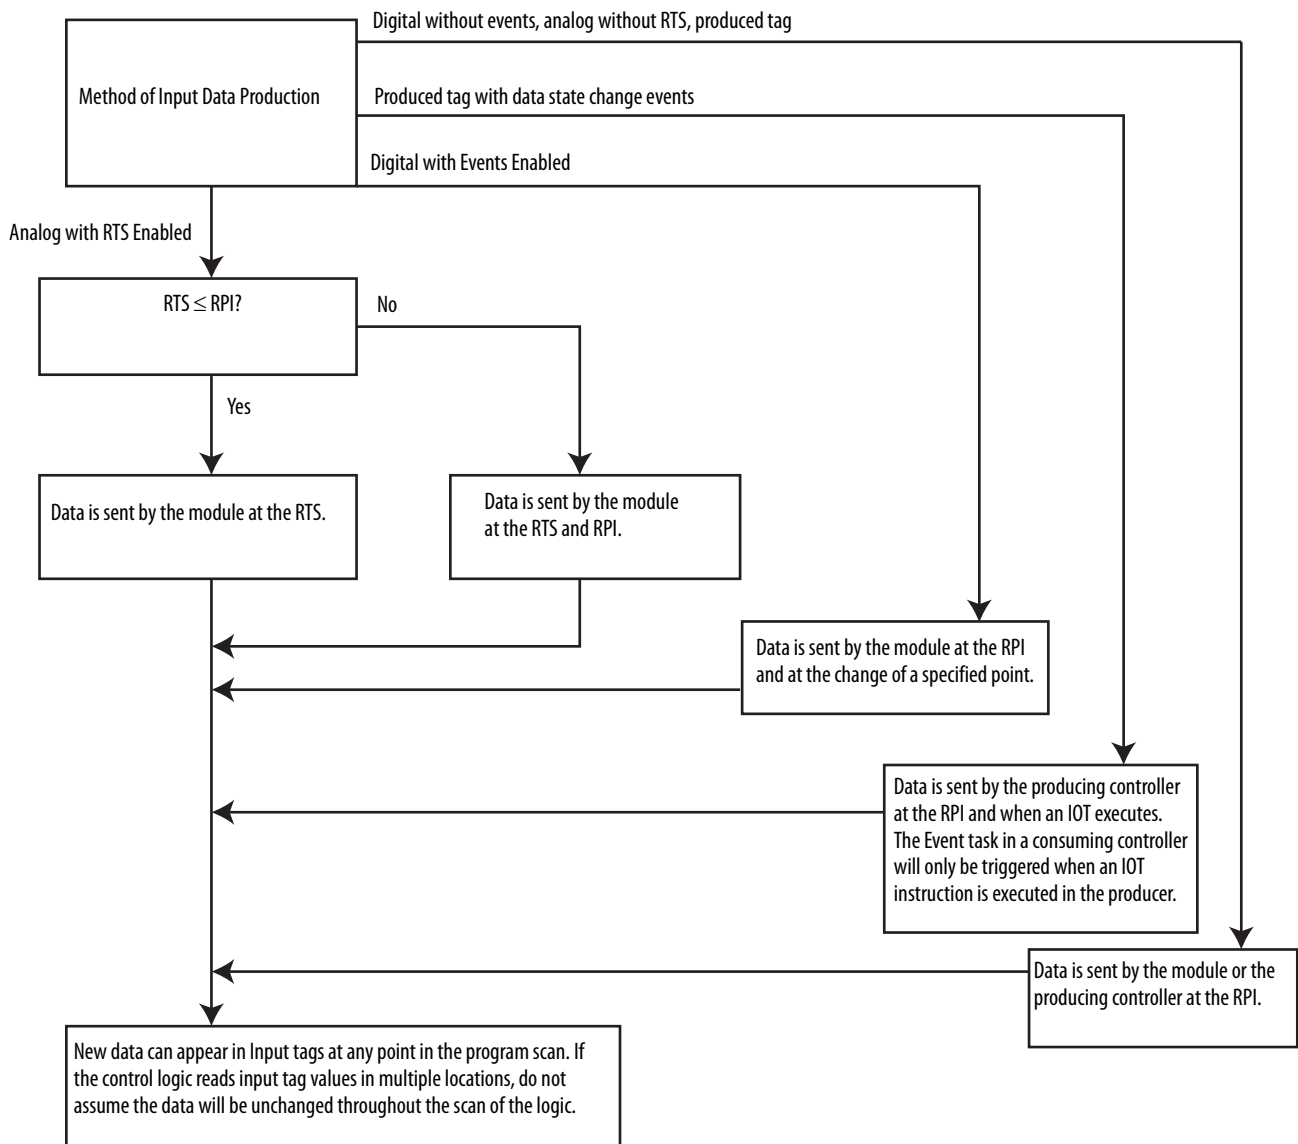 Digital without events, analog without RTS, produced tag
Method of Input Data Production
Produced tag with data state change events
Digital with Events Enabled
Analog with RTS Enabled
RTS ≤ RPI?
No
Yes
Data is sent by the module at the RTS.
Data is sent by the module
at the RTS and RPI.
Data is sent by the module at the RPI
and at the change of a specified point.
Data is sent by the producing controller
at the RPI and when an IOT executes.
The Event task in a consuming controller
will only be triggered when an IOT
instruction is executed in the producer.
Data is sent by the module or the
producing controller at the RPI.
New data can appear in Input tags at any point in the program scan. If
the control logic reads input tag values in multiple locations, do not
assume the data will be unchanged throughout the scan of the logic.